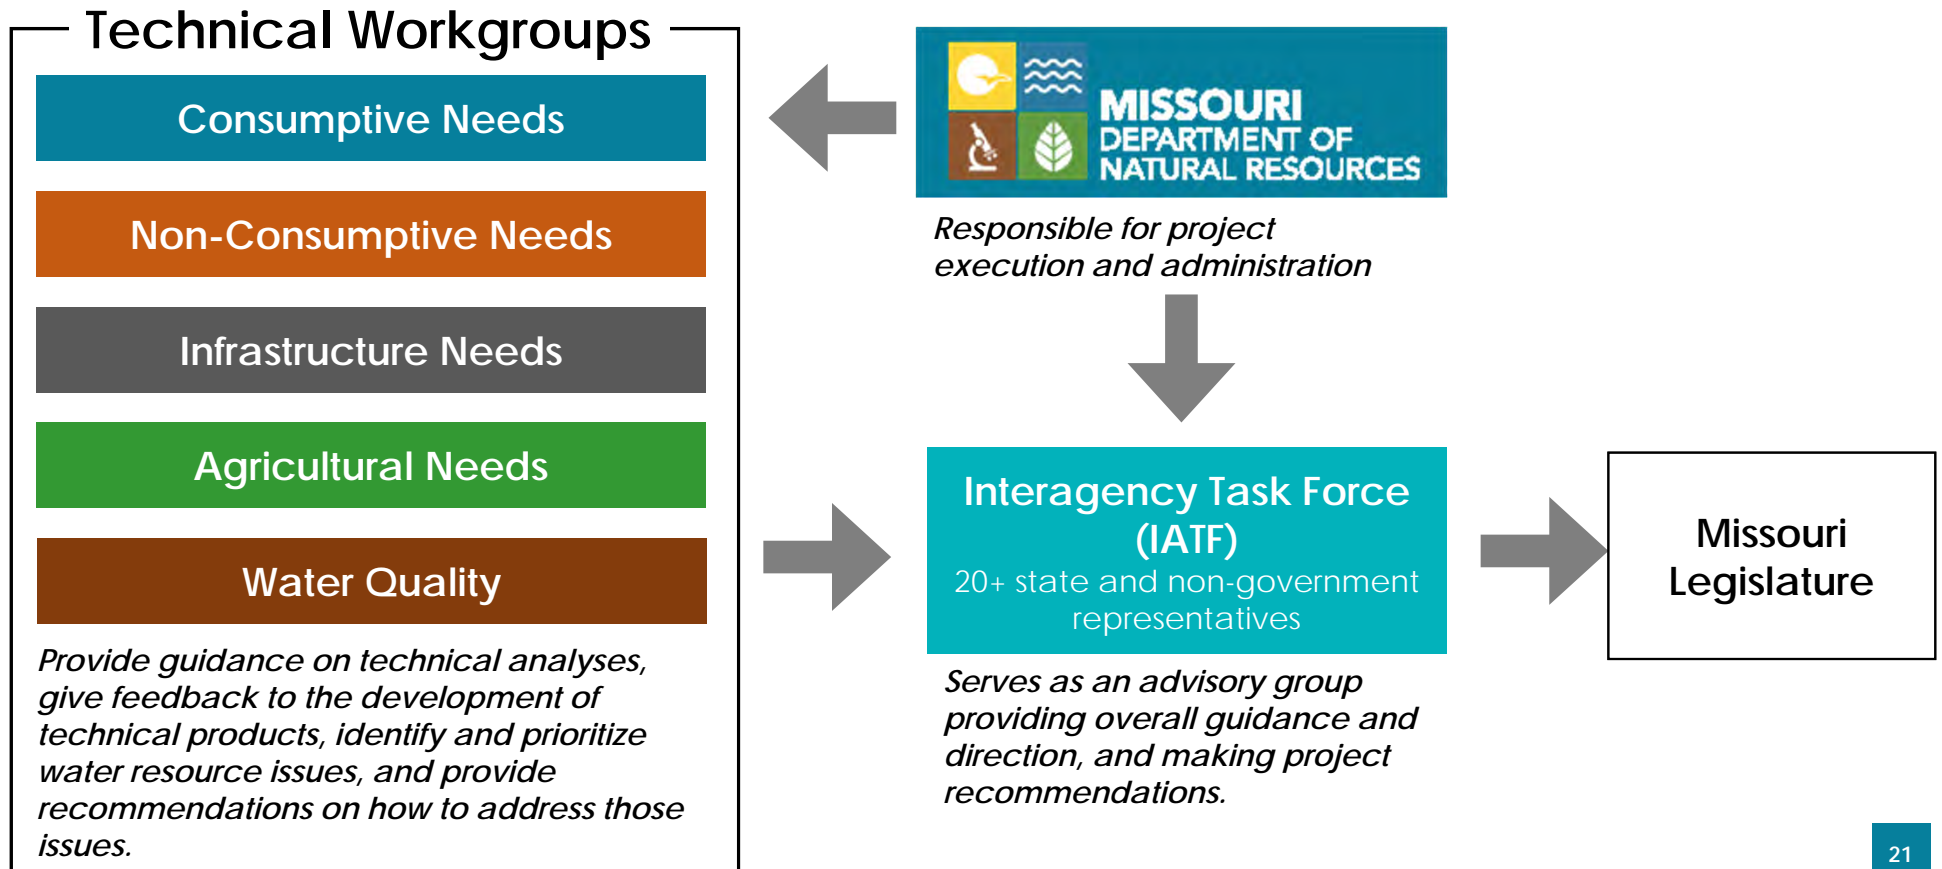 Technical Workgroups
Consumptive Needs
Non-Consumptive Needs
Infrastructure Needs
Agricultural Needs
Water Quality
Provide guidance on technical analyses,
give feedback to the development of
technical products, identify and prioritize
water resource issues, and provide
recommendations on how to address those
issues.
MISSOURI
DEPARTMENT OF
NATURAL RESOURCES
Responsible for project
execution and administration
Interagency Task Force
(IATF)
20+ state and non-government
representatives
Serves as an advisory group
providing overall guidance and
direction, and making project
recommendations.
Missouri
Legislature
21